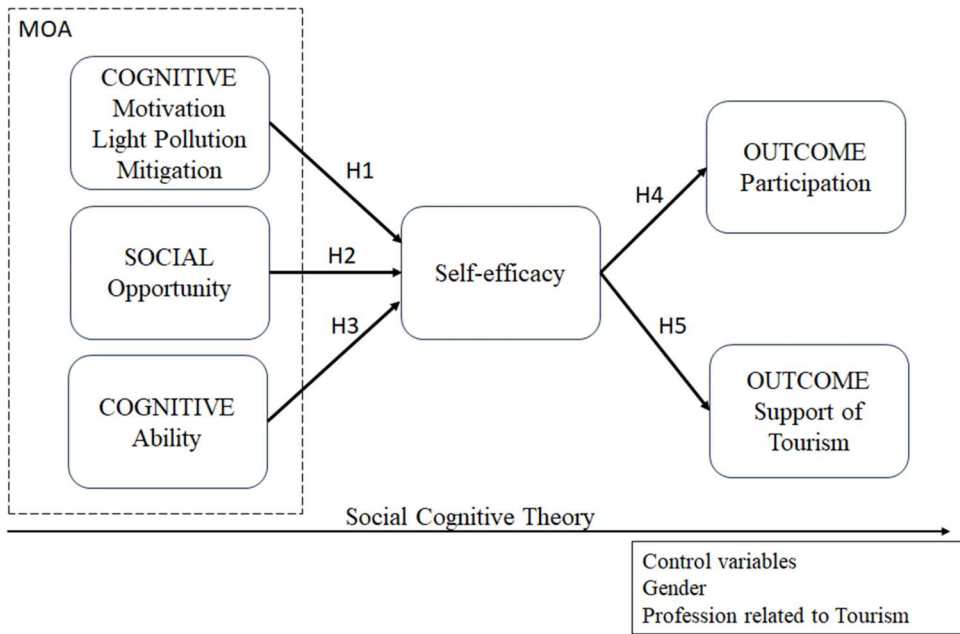 MOA
COGNITIVE
Motivation
Light Pollution
Mitigation
H1
SOCIAL
Opportunity
H2
COGNITIVE
Ability
H3
Self-efficacy
H4
OUTCOME
Participation
H5
OUTCOME
Support of
Tourism
Social Cognitive Theory
Control variables
Gender
Profession related to Tourism